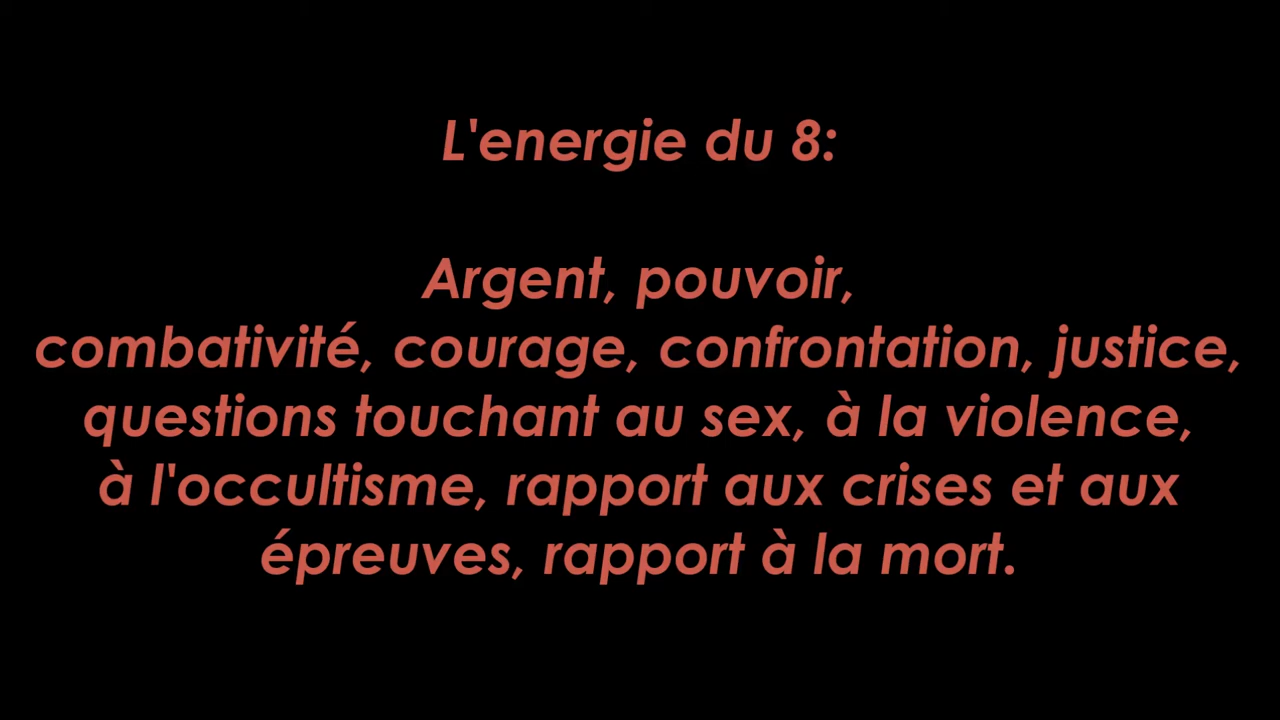 L'energie du 8:
Argent, pouvoir,
combativité, courage, confrontation, justice,
questions touchant au sex, à la violence,
à l'occultisme, rapport aux crises et aux
épreuves, rapport à la mort.